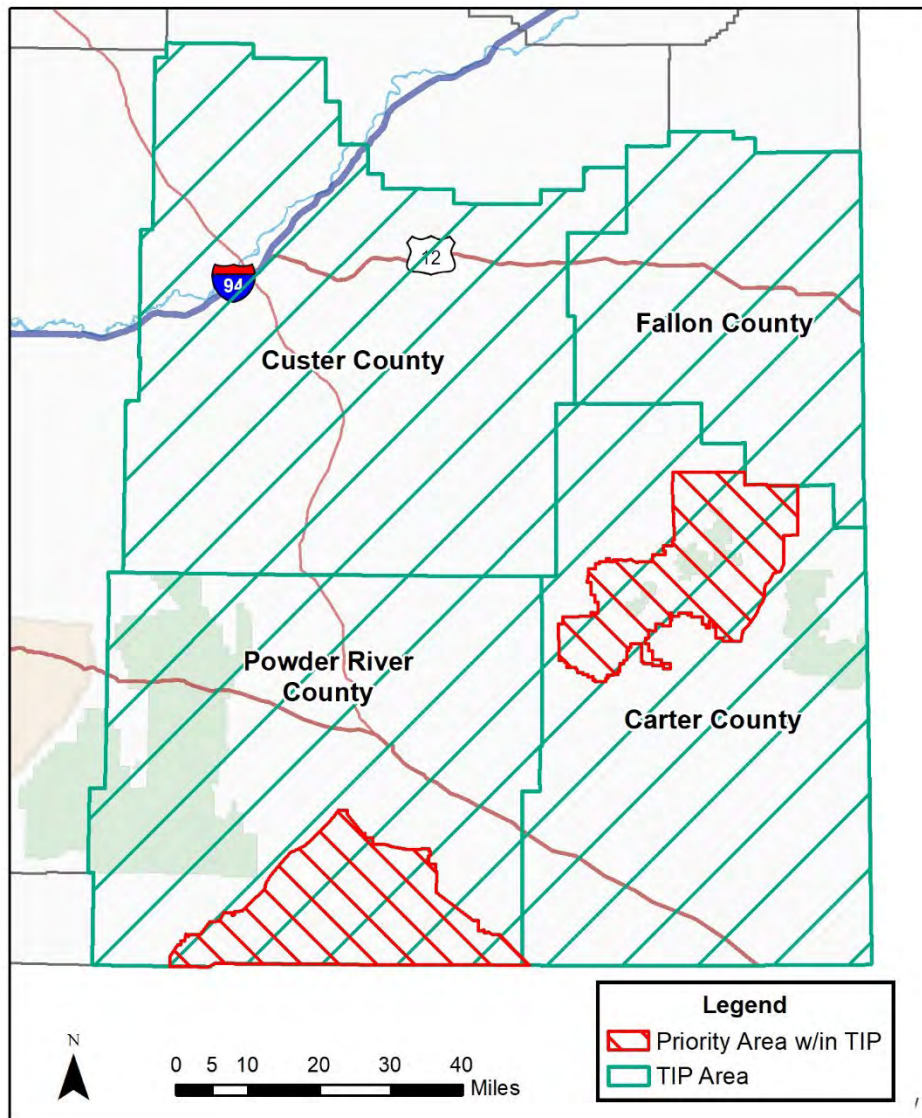 12
94
Fallon County
Custer County
Powder River
County
Carter County
Legend
Priority Area w/in TIP
TIP Area
N
0 5 10 20 30 40
Miles